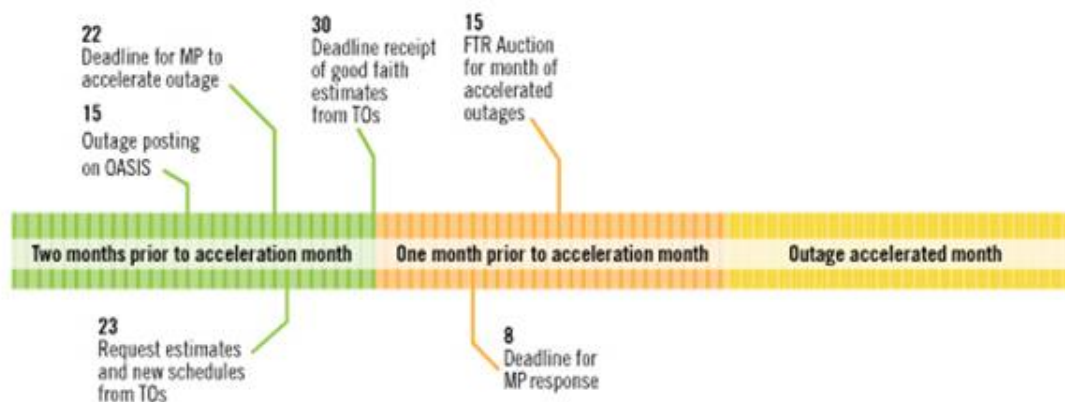 22
Deadline for MP to
accelerate outage
15
Outage posting
on OASIS
30
Deadline receipt
of good faith
estimates
from TOs
15
FTR Auction
for month of
accelerated
outages
Two months prior to acceleration month
One month prior to acceleration month
Outage accelerated month
23
Request estimates
and new schedules
from TOs
8
Deadline for
MP response